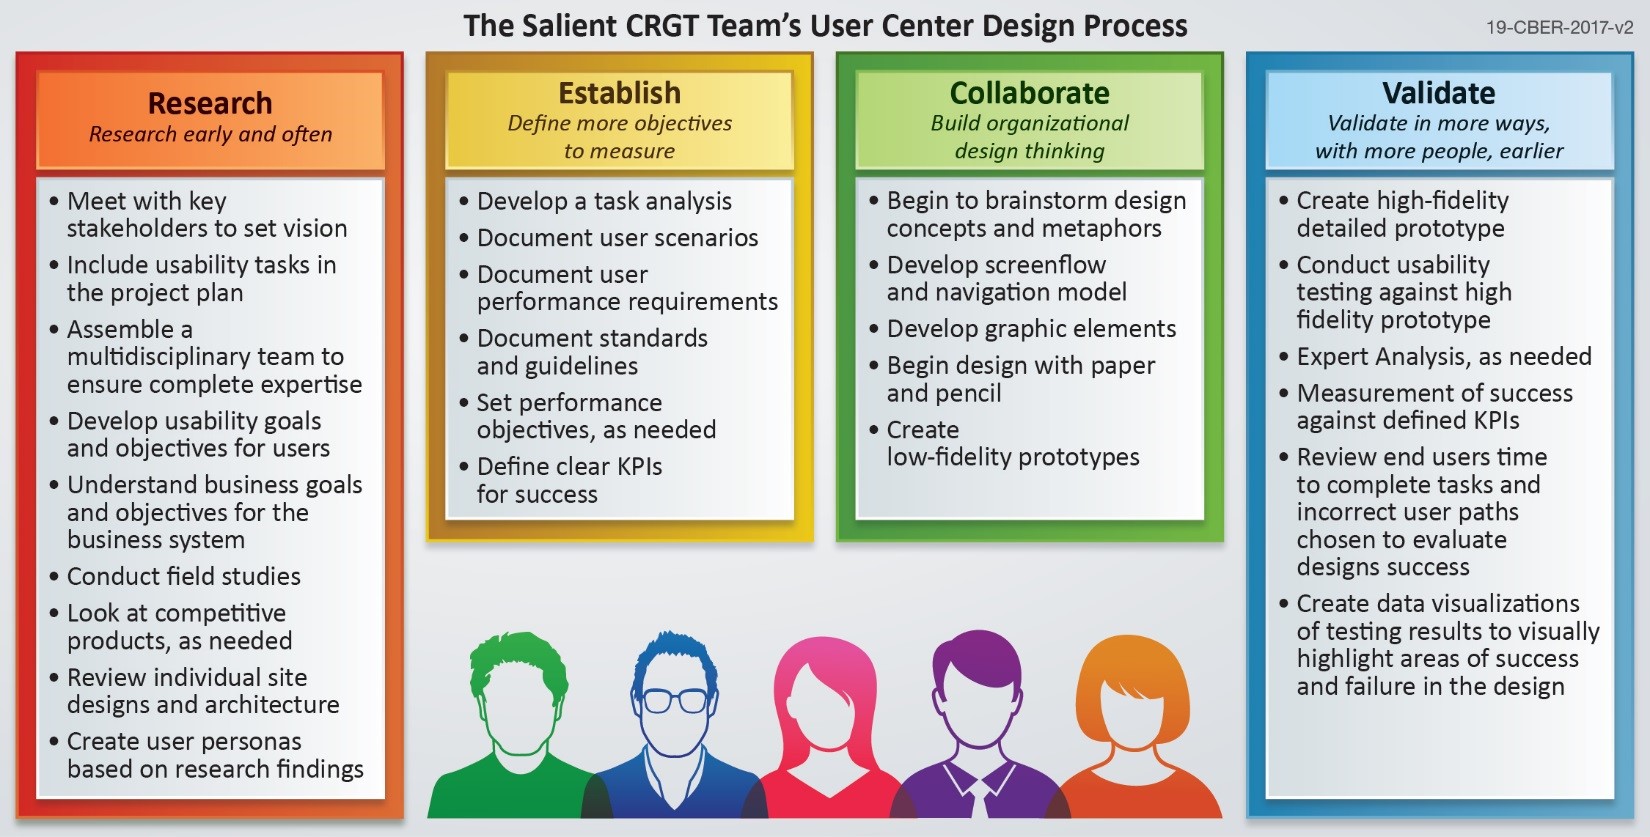 The Salient CRGT Team's User Center Design Process
19-CBER-2017-v2
Research
Research early and often
• Meet with key
stakeholders to set vision
• Include usability tasks in
the project plan
• Assemble a
multidisciplinary team to
ensure complete expertise
• Develop usability goals
and objectives for users
• Understand business goals
and objectives for the
business system
• Conduct field studies
• Look at competitive
products, as needed
• Review individual site
designs and architecture
• Create user personas
based on research findings
Establish
Define more objectives
to measure
• Develop a task analysis
• Document user scenarios
• Document user
performance requirements
• Document standards
and guidelines
• Set performance
objectives, as needed
• Define clear KPIs
for success
Collaborate
Build organizational
design thinking
• Begin to brainstorm design
concepts and metaphors
• Develop screenflow
and navigation model
• Develop graphic elements
• Begin design with paper
and pencil
• Create
low-fidelity prototypes
Validate
Validate in more ways,
with more people, earlier
• Create high-fidelity
detailed prototype
• Conduct usability
testing against high
fidelity prototype
• Expert Analysis, as needed
• Measurement of success
against defined KPIs
• Review end users time
to complete tasks and
incorrect user paths
chosen to evaluate
designs success
• Create data visualizations
of testing results to visually
highlight areas of success
and failure in the design